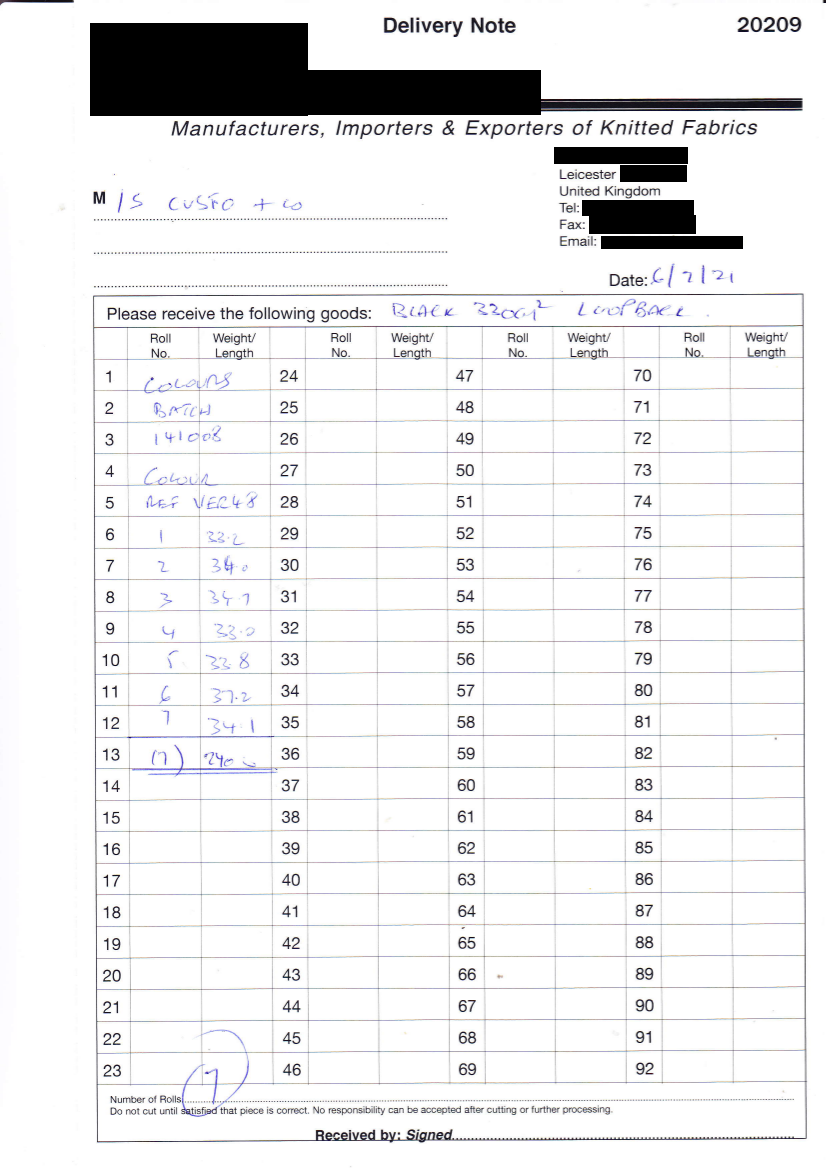 Delivery Note 20209
Manufacturers, Importers & Exporters of Knitted Fabrics
Leicester
M /S CUSTO + CO
United Kingdom
Tel:
Fax:
Email:
Date: 6/7/21
Please receive the following goods: BLACK 320GM² LOOPBACK .
Roll No. Weight/ Length Roll No. Weight/ Length Roll No. Weight/ Length Roll No. Weight/ Length
1 COLOURS 24 47 70
2 BATCH 25 48 71
3 141008 26 49 72
4 COLOUR 27 50 73
5 REF VEC48 28 51 74
6 1 33.2 29 52 75
7 2 34.0 30 53 76
8 3 34.7 31 54 77
9 4 33.0 32 55 78
10 5 33.8 33 56 79
11 6 37.2 34 57 80
12 7 34.1 35 58 81
13 (7) 240 36 59 82
14 37 60 83
15 38 61 84
16 39 62 85
17 40 63 86
18 41 64 87
19 42 65 88
20 43 66 89
21 44 67 90
22 45 68 91
23 46 69 92
Number of Rolls 7
Do not cut until satisfied that piece is correct. No responsibility can be accepted after cutting or further processing.
Received by: Signed